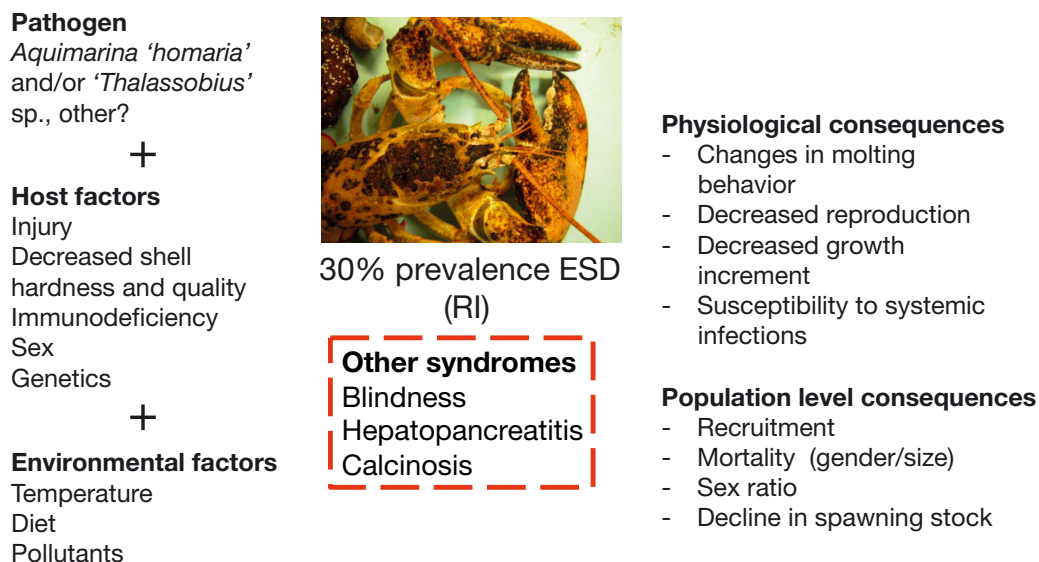 Pathogen
Aquimarina 'homaria'
and/or 'Thalassobius'
sp., other?
+
Host factors
Injury
Decreased shell
hardness and quality
Immunodeficiency
Sex
Genetics
+
Environmental factors
Temperature
Diet
Pollutants
30% prevalence ESD
(RI)
Other syndromes
Blindness
Hepatopancreatitis
Calcinosis
Physiological consequences
- Changes in molting
behavior
- Decreased reproduction
- Decreased growth
increment
- Susceptibility to systemic
infections
Population level consequences
- Recruitment
- Mortality (gender/size)
- Sex ratio
- Decline in spawning stock